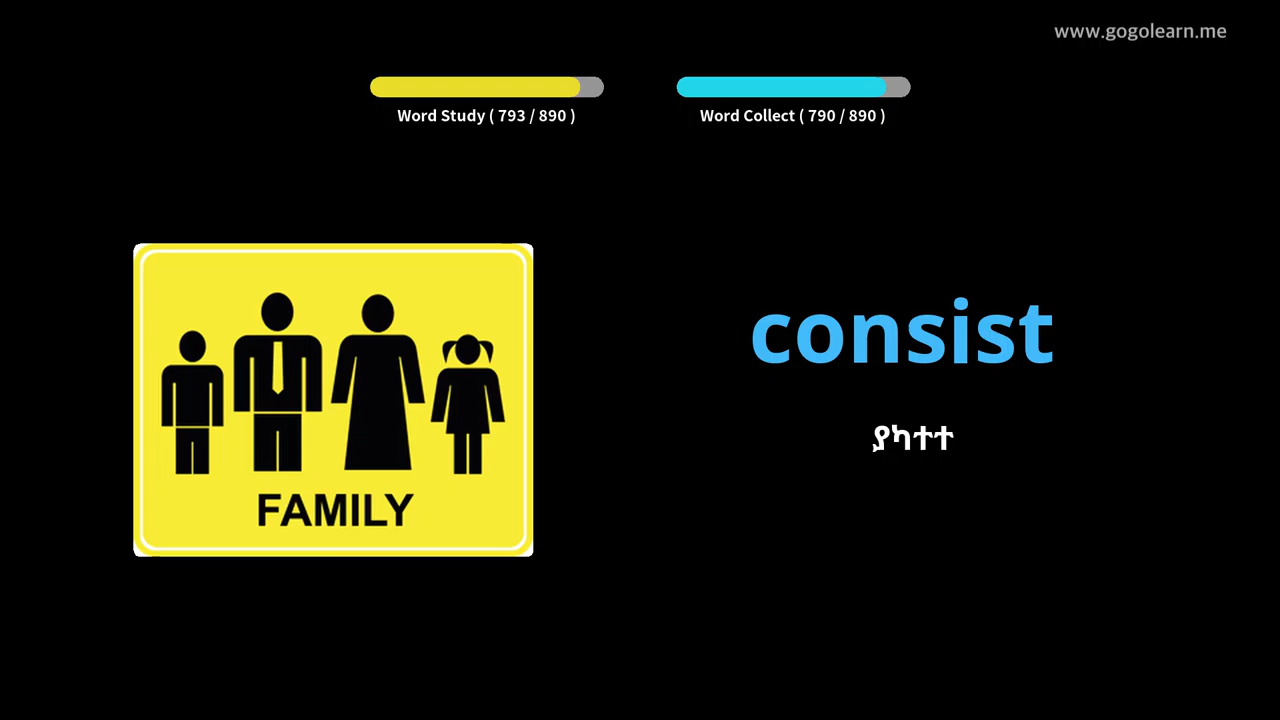 www.gogolearn.me
Word Study ( 793 / 890 )
Word Collect ( 790 / 890 )
consist
ያካተተ
FAMILY